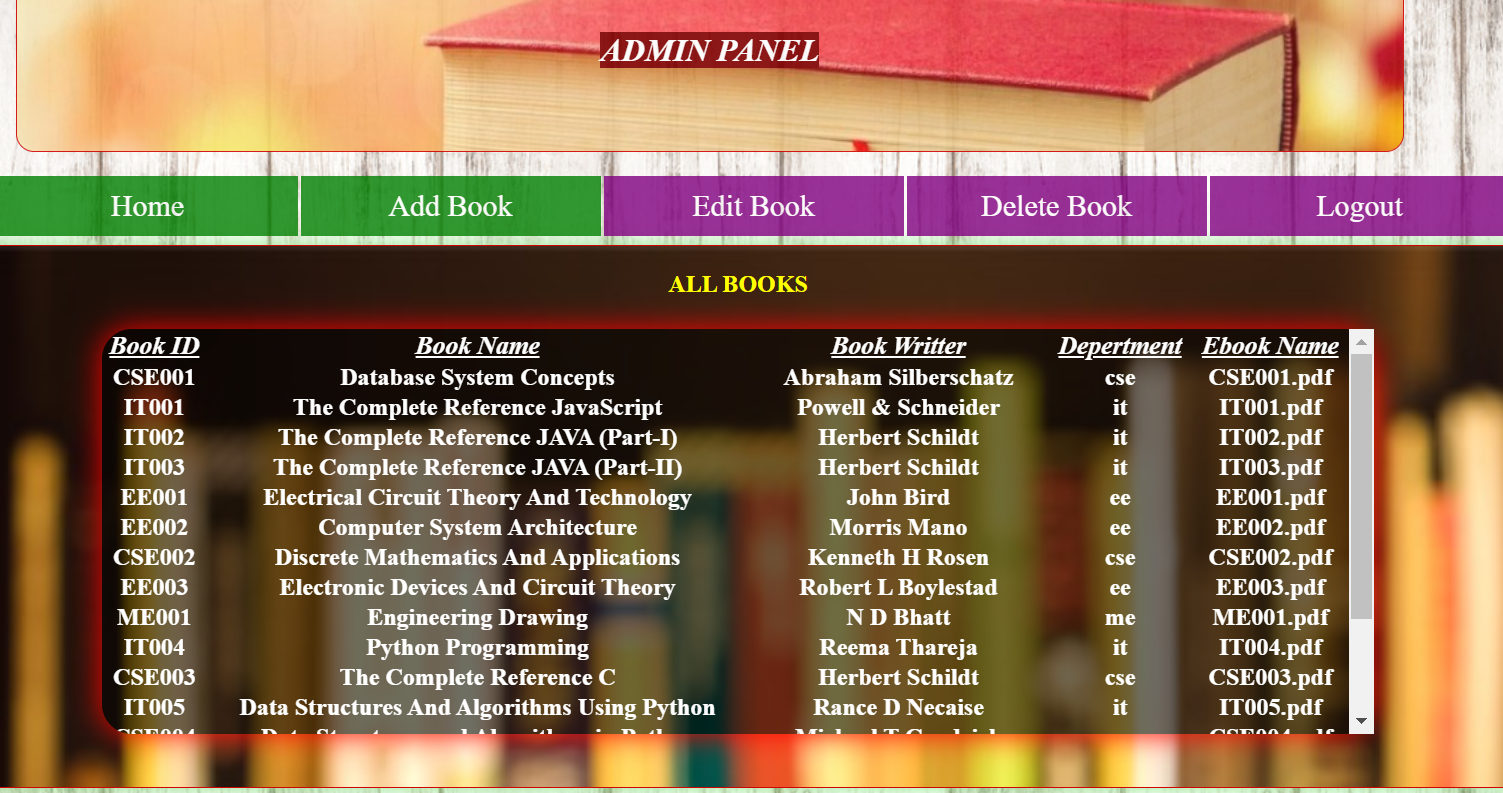 ADMIN PANEL
Home Add Book Edit Book Delete Book Logout
ALL BOOKS
Book ID Book Name Book Writter Depertment Ebook Name
CSE001 Database System Concepts Abraham Silberschatz cse CSE001.pdf
IT001 The Complete Reference JavaScript Powell & Schneider it IT001.pdf
IT002 The Complete Reference JAVA (Part-I) Herbert Schildt it IT002.pdf
IT003 The Complete Reference JAVA (Part-II) Herbert Schildt it IT003.pdf
EE001 Electrical Circuit Theory And Technology John Bird ee EE001.pdf
EE002 Computer System Architecture Morris Mano ee EE002.pdf
CSE002 Discrete Mathematics And Applications Kenneth H Rosen cse CSE002.pdf
EE003 Electronic Devices And Circuit Theory Robert L Boylestad ee EE003.pdf
ME001 Engineering Drawing N D Bhatt me ME001.pdf
IT004 Python Programming Reema Thareja it IT004.pdf
CSE003 The Complete Reference C Herbert Schildt cse CSE003.pdf
IT005 Data Structures And Algorithms Using Python Rance D Necaise it IT005.pdf